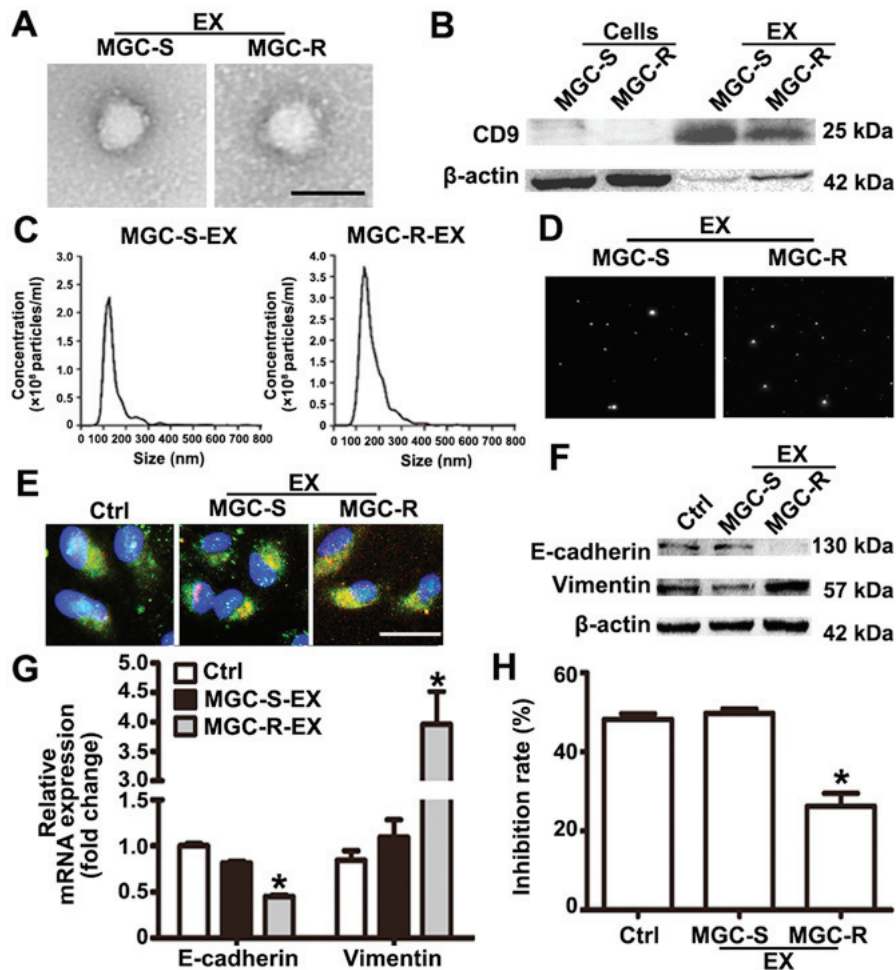 A
EX
MGC-S MGC-R
B
Cells EX
MGC-S MGC-R MGC-S MGC-R
CD9 25 kDa
β-actin 42 kDa
C
MGC-S-EX MGC-R-EX
Concentration
(×10⁸ particles/ml)
3.0
2.5
2.0
1.5
1.0
0.5
0
0 100 200 300 400 500 600 700 800
Size (nm)
Concentration
(×10⁸ particles/ml)
4.0
3.5
3.0
2.5
2.0
1.5
1.0
0.5
0
0 100 200 300 400 500 600 700 800
Size (nm)
D
EX
MGC-S MGC-R
E
EX
Ctrl MGC-S MGC-R
F
EX
Ctrl MGC-S MGC-R
E-cadherin 130 kDa
Vimentin 57 kDa
β-actin 42 kDa
G
Relative
mRNA expression
(fold change)
5.0
4.5
4.0
3.5
3.0
1.5
1.0
0.5
0
Ctrl
MGC-S-EX
MGC-R-EX
*
*
E-cadherin Vimentin
H
Inhibition rate (%)
60
40
20
0
*
Ctrl MGC-S MGC-R
EX